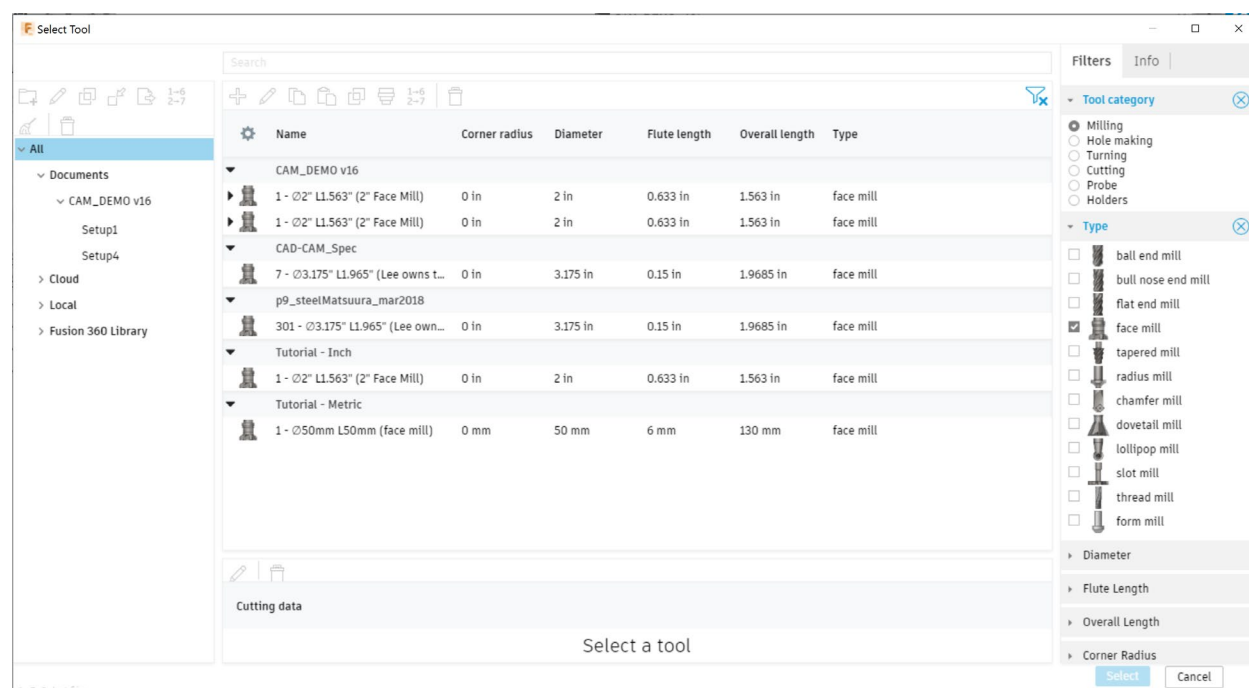 Select Tool
Search
Filters
Info
All
Documents
CAM_DEMO v16
Setup1
Setup4
Cloud
Local
Fusion 360 Library
Name Corner radius Diameter Flute length Overall length Type
CAM_DEMO v16
1 - ∅2" L1.563" (2" Face Mill) 0 in 2 in 0.633 in 1.563 in face mill
1 - ∅2" L1.563" (2" Face Mill) 0 in 2 in 0.633 in 1.563 in face mill
CAD-CAM_Spec
7 - ∅3.175" L1.965" (Lee owns t... 0 in 3.175 in 0.15 in 1.9685 in face mill
p9_steelMatsuura_mar2018
301 - ∅3.175" L1.965" (Lee own... 0 in 3.175 in 0.15 in 1.9685 in face mill
Tutorial - Inch
1 - ∅2" L1.563" (2" Face Mill) 0 in 2 in 0.633 in 1.563 in face mill
Tutorial - Metric
1 - ∅50mm L50mm (face mill) 0 mm 50 mm 6 mm 130 mm face mill
Cutting data
Select a tool
Tool category
Milling
Hole making
Turning
Cutting
Probe
Holders
Type
ball end mill
bull nose end mill
flat end mill
face mill
tapered mill
radius mill
chamfer mill
dovetail mill
lollipop mill
slot mill
thread mill
form mill
Diameter
Flute Length
Overall Length
Corner Radius
Select
Cancel